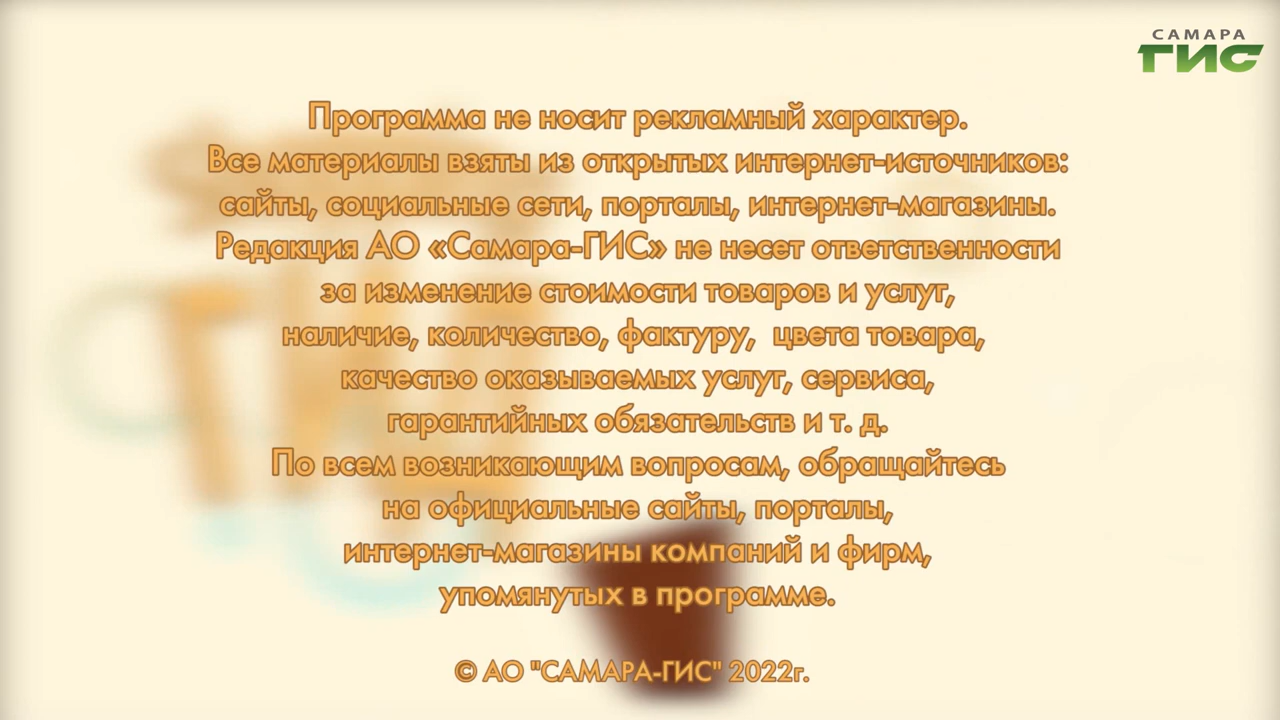 САМАРА
ГИС
Программа не носит рекламный характер.
Все материалы взяты из открытых интернет-источников:
сайты, социальные сети, порталы, интернет-магазины.
Редакция АО «Самара-ГИС» не несет ответственности
за изменение стоимости товаров и услуг,
наличие, количество, фактуру,  цвета товара,
качество оказываемых услуг, сервиса,
гарантийных обязательств и т. д.
По всем возникающим вопросам, обращайтесь
на официальные сайты, порталы,
интернет-магазины компаний и фирм,
упомянутых в программе.
© АО "САМАРА-ГИС" 2022г.